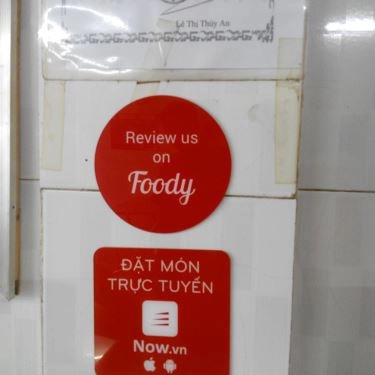 Lê Thị Thúy An
Review us
on
Foody
ĐẶT MÓN
TRỰC TUYẾN
Now.vn